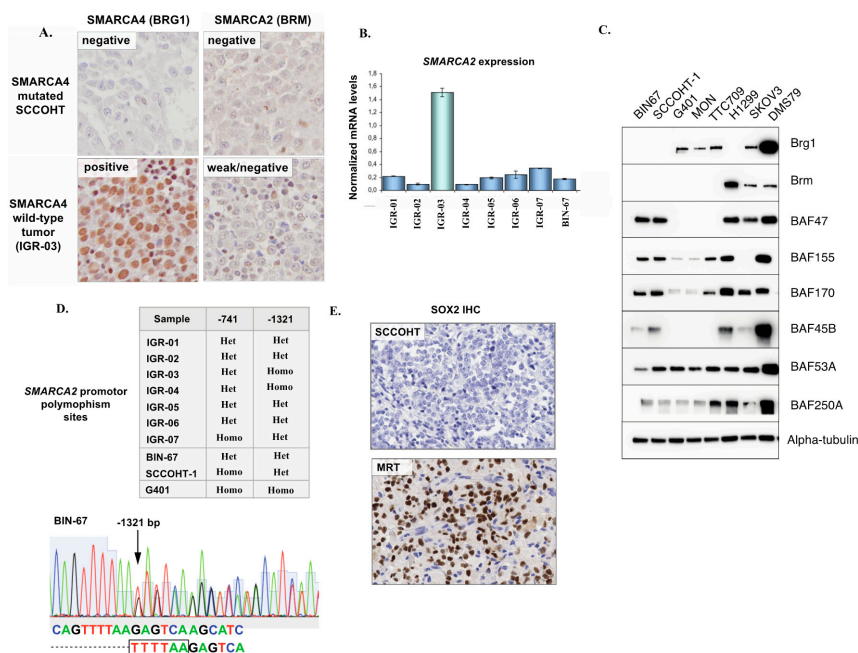 A.
SMARCA4 (BRG1) SMARCA2 (BRM)
negative negative
SMARCA4
mutated
SCCOHT
positive weak/negative
SMARCA4
wild-type
tumor
(IGR-03)
B.
SMARCA2 expression
Normalized mRNA levels
1,8
1,6
1,4
1,2
1,0
0,8
0,6
0,4
0,2
0,0
IGR-01 IGR-02 IGR-03 IGR-04 IGR-05 IGR-06 IGR-07 BIN-67
C.
BIN67 SCCOHT-1 G401 MON TTC709 H1299 SKOV3 DMS79
Brg1
Brm
BAF47
BAF155
BAF170
BAF45B
BAF53A
BAF250A
Alpha-tubulin
D.
SMARCA2 promotor
polymophism
sites
Sample -741 -1321
IGR-01 Het Het
IGR-02 Het Het
IGR-03 Het Homo
IGR-04 Het Homo
IGR-05 Het Het
IGR-06 Het Het
IGR-07 Homo Het
BIN-67 Het Het
SCCOHT-1 Homo Het
G401 Homo Homo
BIN-67 -1321 bp
CAGTTTTAAGAGTCAAGCATC
TTTTAAGAGTCA
E.
SOX2 IHC
SCCOHT
MRT